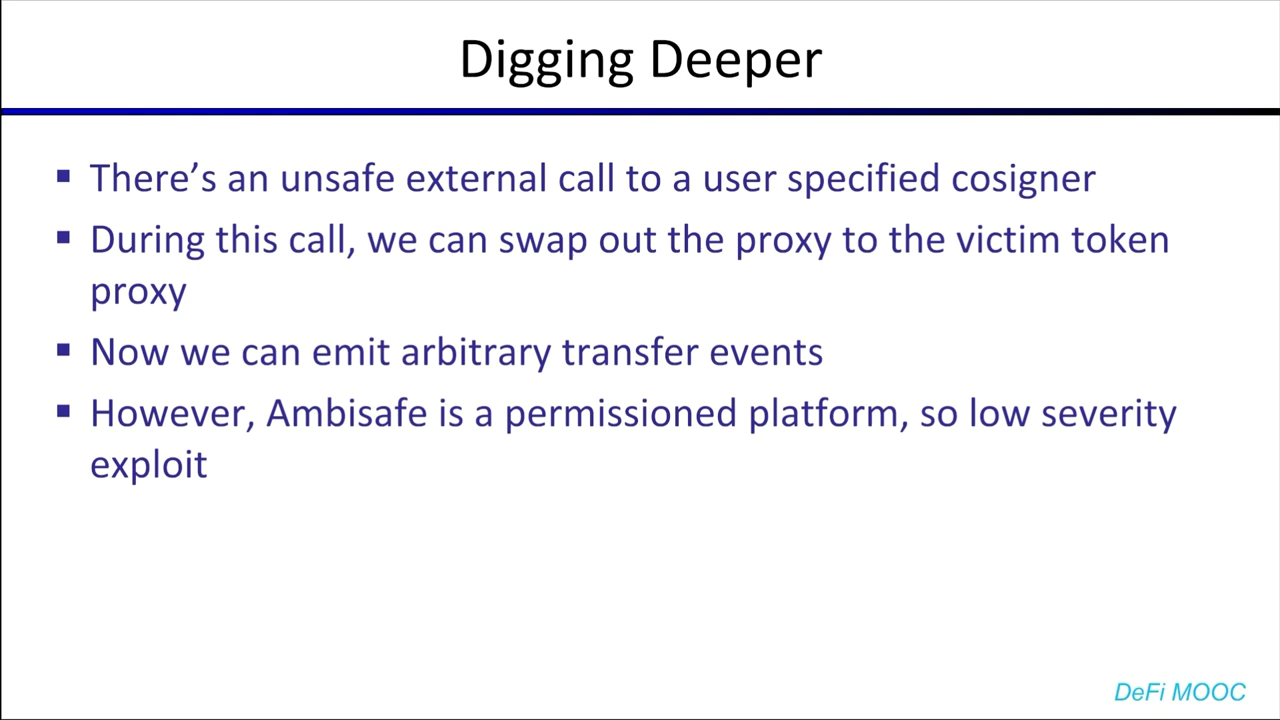 Digging Deeper
▪ There’s an unsafe external call to a user specified cosigner
▪ During this call, we can swap out the proxy to the victim token
proxy
▪ Now we can emit arbitrary transfer events
▪ However, Ambisafe is a permissioned platform, so low severity
exploit
DeFi MOOC